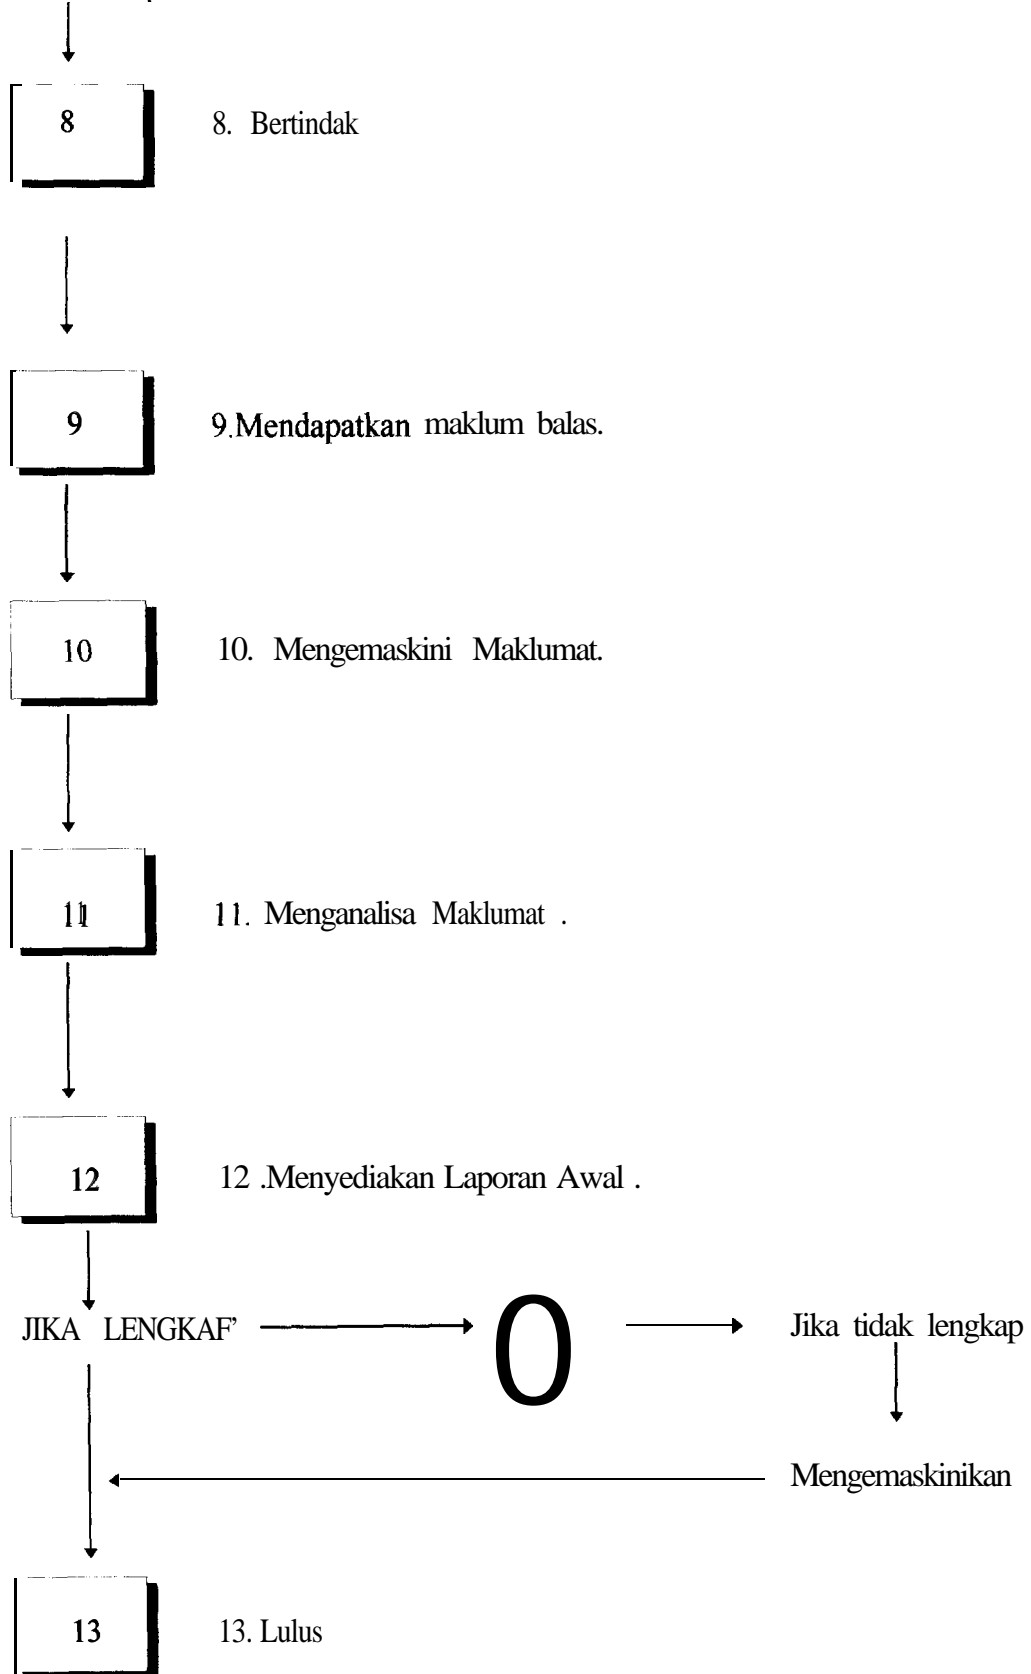 8
8. Bertindak
9
9.Mendapatkan maklum balas.
10
10. Mengemaskini Maklumat.
11
11. Menganalisa Maklumat .
12
12 .Menyediakan Laporan Awal .
JIKA LENGKAF’
0
Jika tidak lengkap
Mengemaskinikan
13
13. Lulus